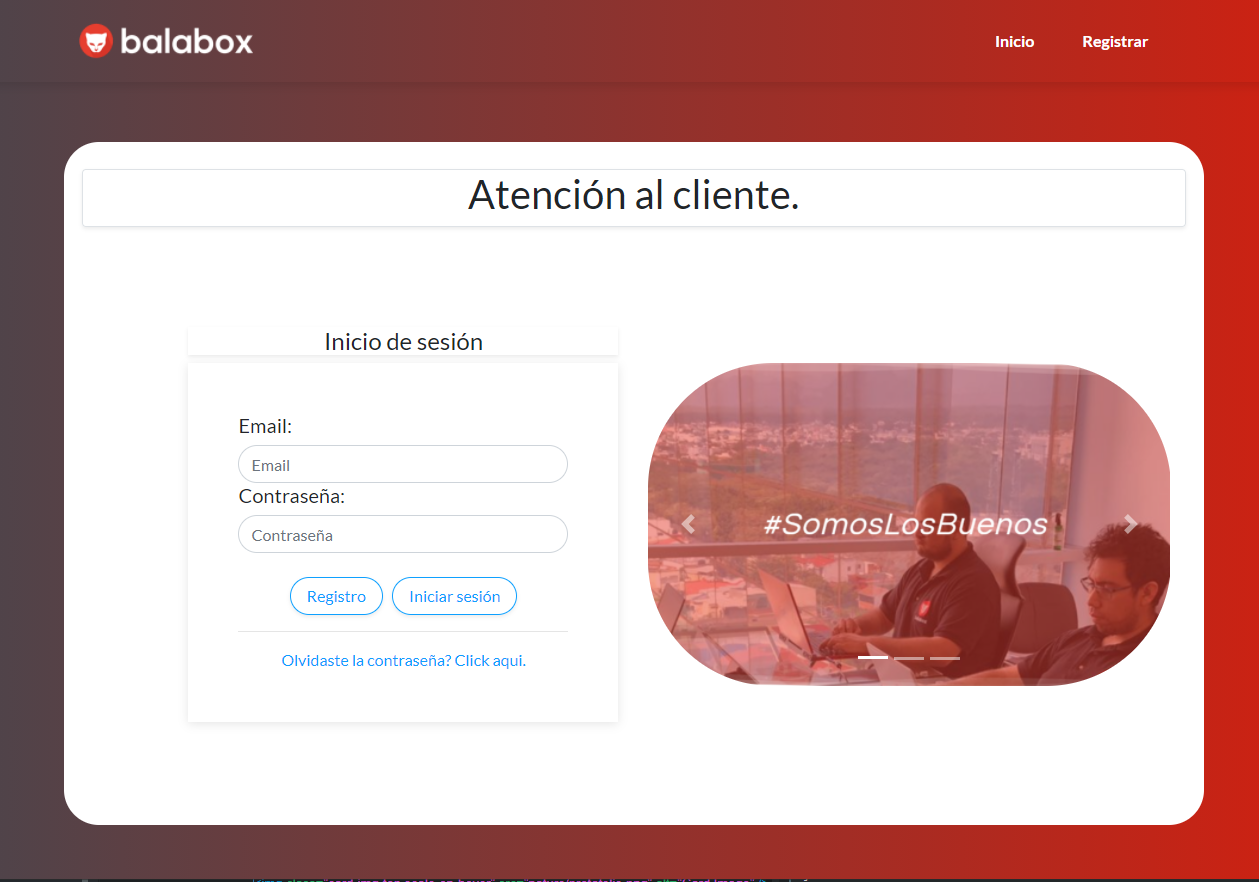 balabox
Inicio
Registrar
Atención al cliente.
Inicio de sesión
Email:
Email
Contraseña:
Contraseña
Registro
Iniciar sesión
Olvidaste la contraseña? Click aqui.
#SomosLosBuenos